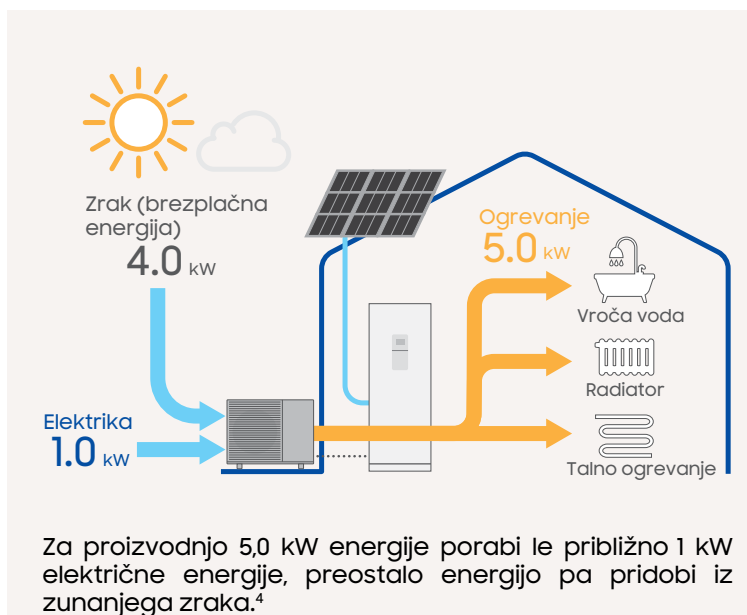 Zrak (brezplačna
energija)
4.0 kW
Elektrika
1.0 kW
Ogrevanje
5.0 kW
Vroča voda
Radiator
Talno ogrevanje
Za proizvodnjo 5,0 kW energije porabi le približno 1 kW
električne energije, preostalo energijo pa pridobi iz
zunanjega zraka.⁴